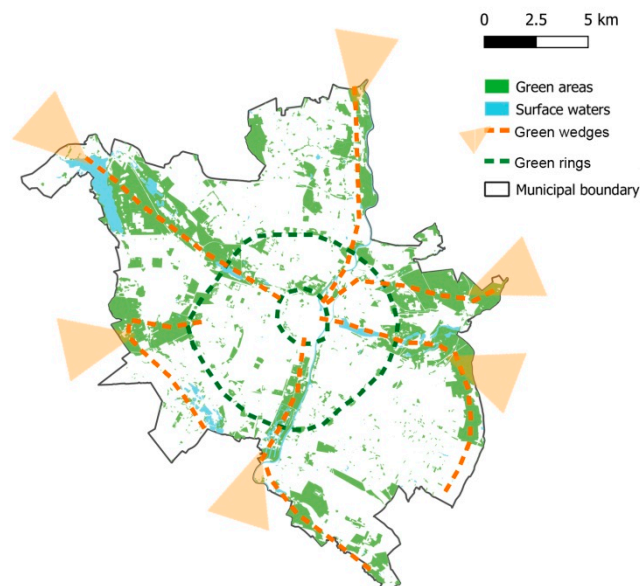 0 2.5 5 km
Green areas
Surface waters
Green wedges
Green rings
Municipal boundary